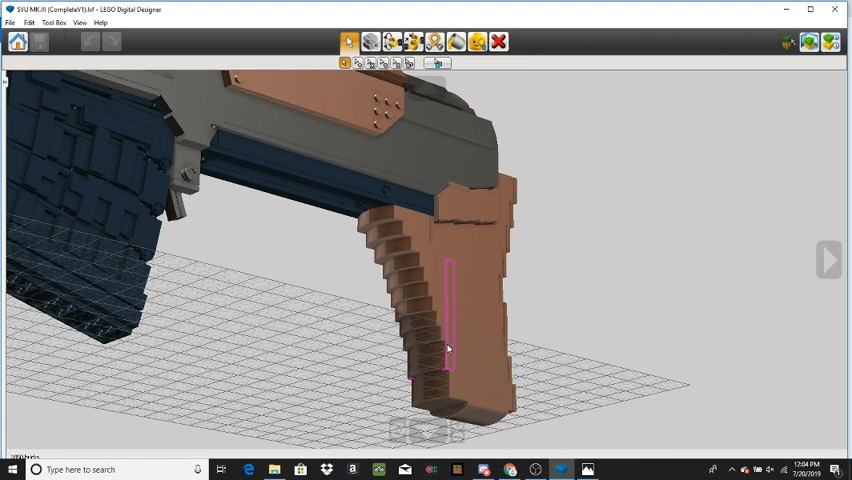 SVU MK.III (CompleteV1).lxf - LEGO Digital Designer
File Edit Tool Box View Help
Type here to search
12:04 PM
7/20/2019